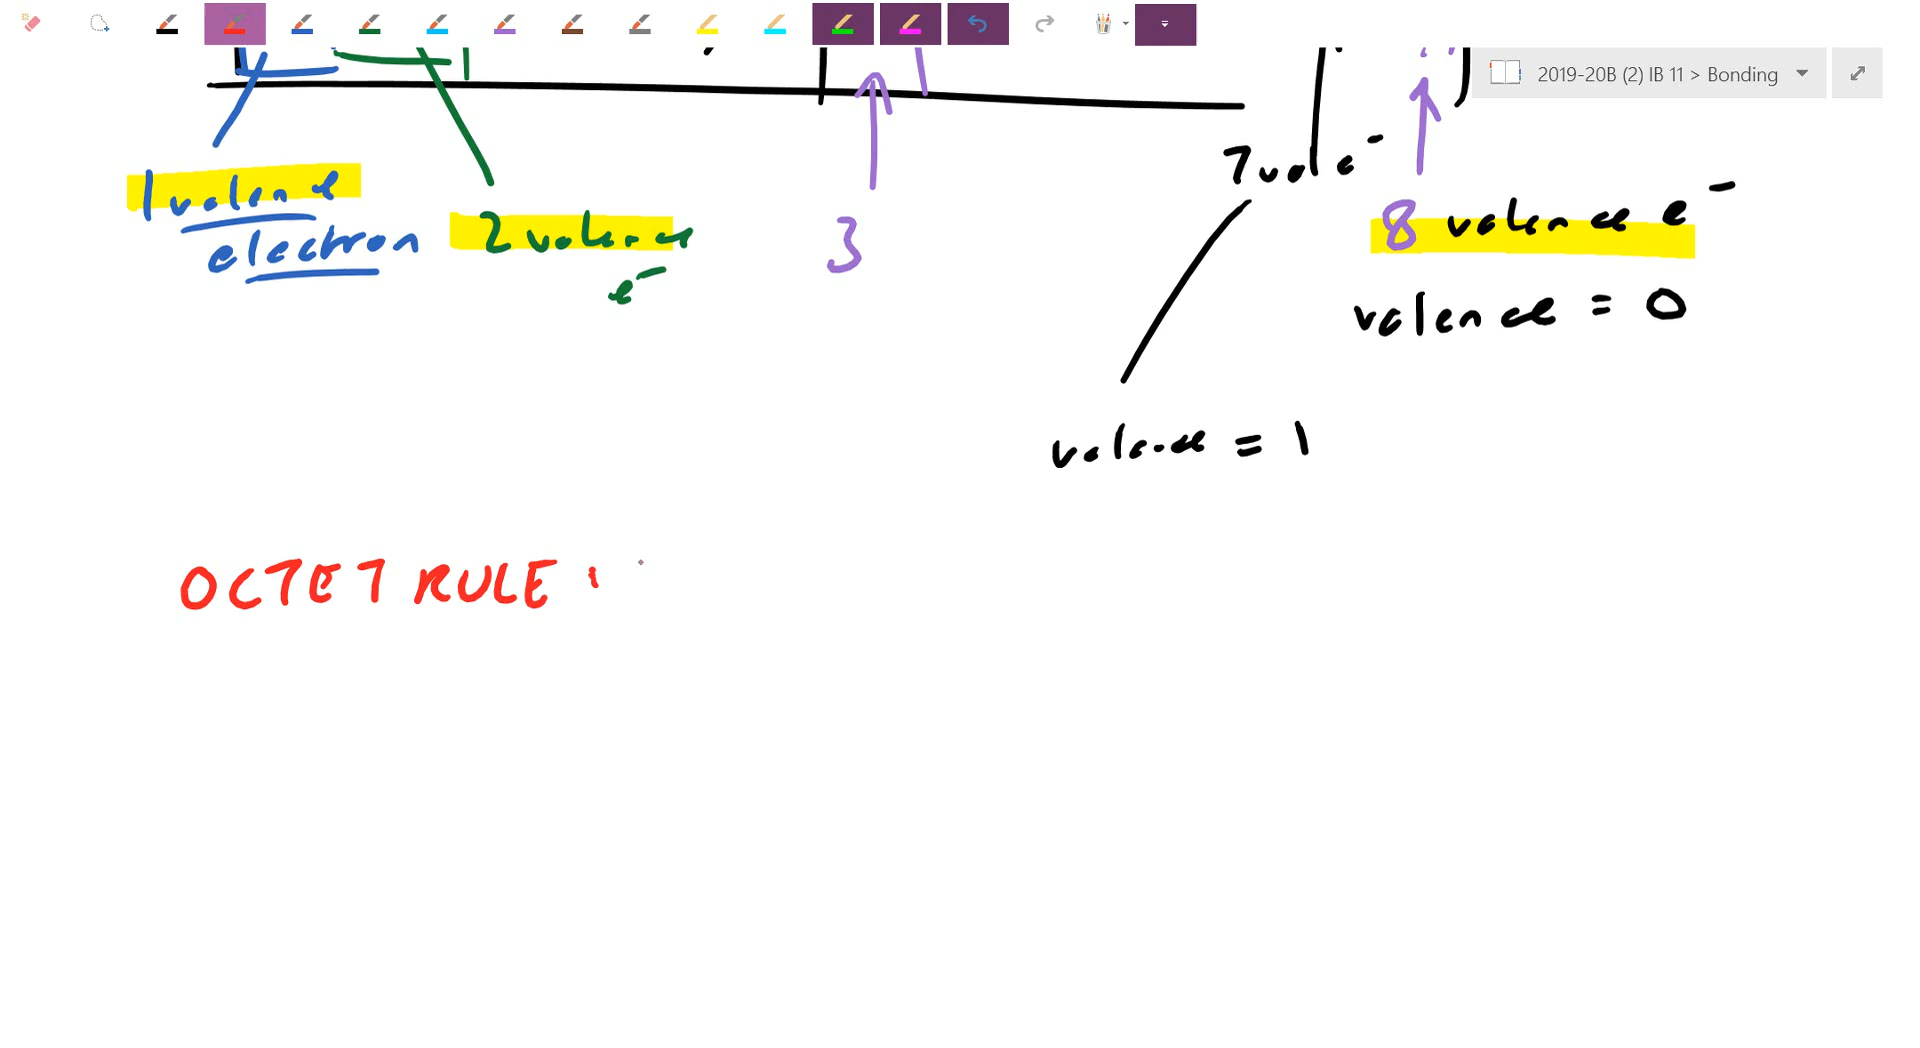 2019-20B (2) IB 11 > Bonding
7 val e⁻
1 valence
electron
2 valence
e⁻
3
8 valence e⁻
valence = 0
valence = 1
OCTET RULE :